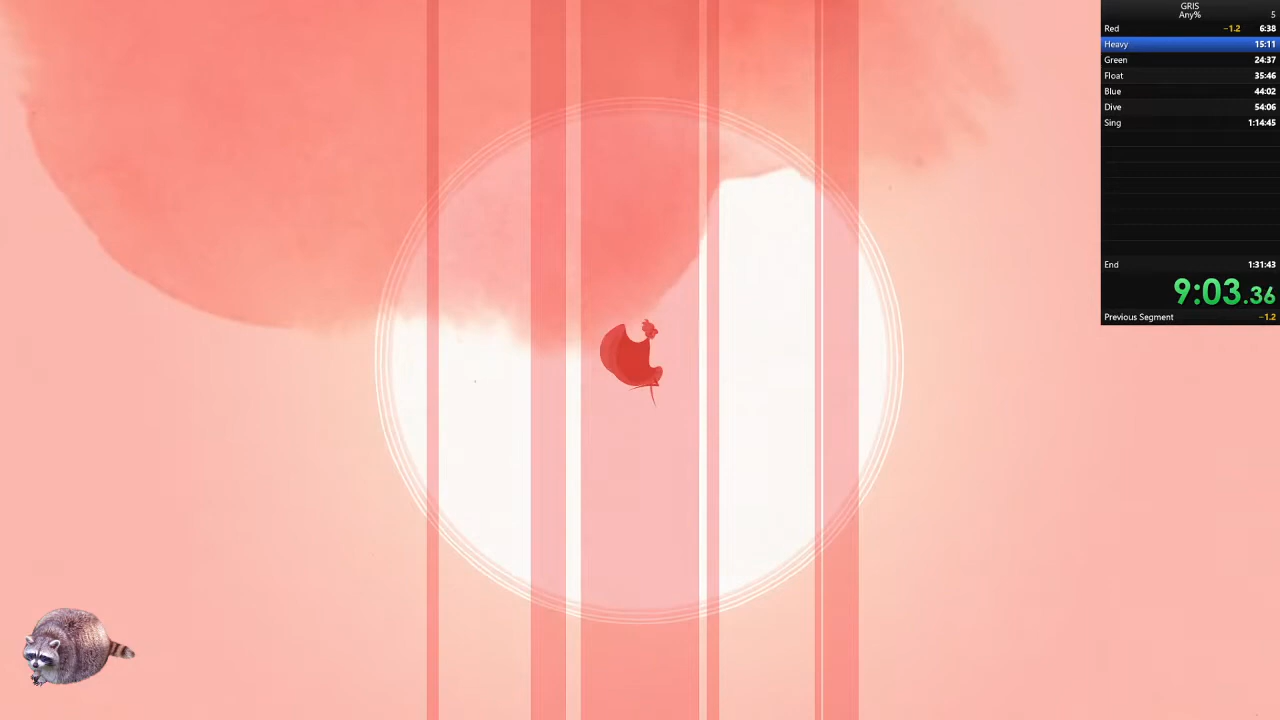 GRIS
Any% 5
Red −1.2 6:38
Heavy 15:11
Green 24:37
Float 35:46
Blue 44:02
Dive 54:06
Sing 1:14:45
End 1:31:43
9:03.36
Previous Segment −1.2